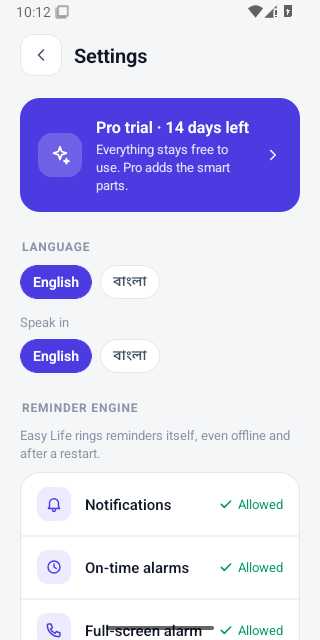 10:12
Settings
Pro trial · 14 days left
Everything stays free to
use. Pro adds the smart
parts.
LANGUAGE
English
বাংলা
Speak in
English
বাংলা
REMINDER ENGINE
Easy Life rings reminders itself, even offline and
after a restart.
Notifications
Allowed
On-time alarms
Allowed
Full-screen alarm
Allowed